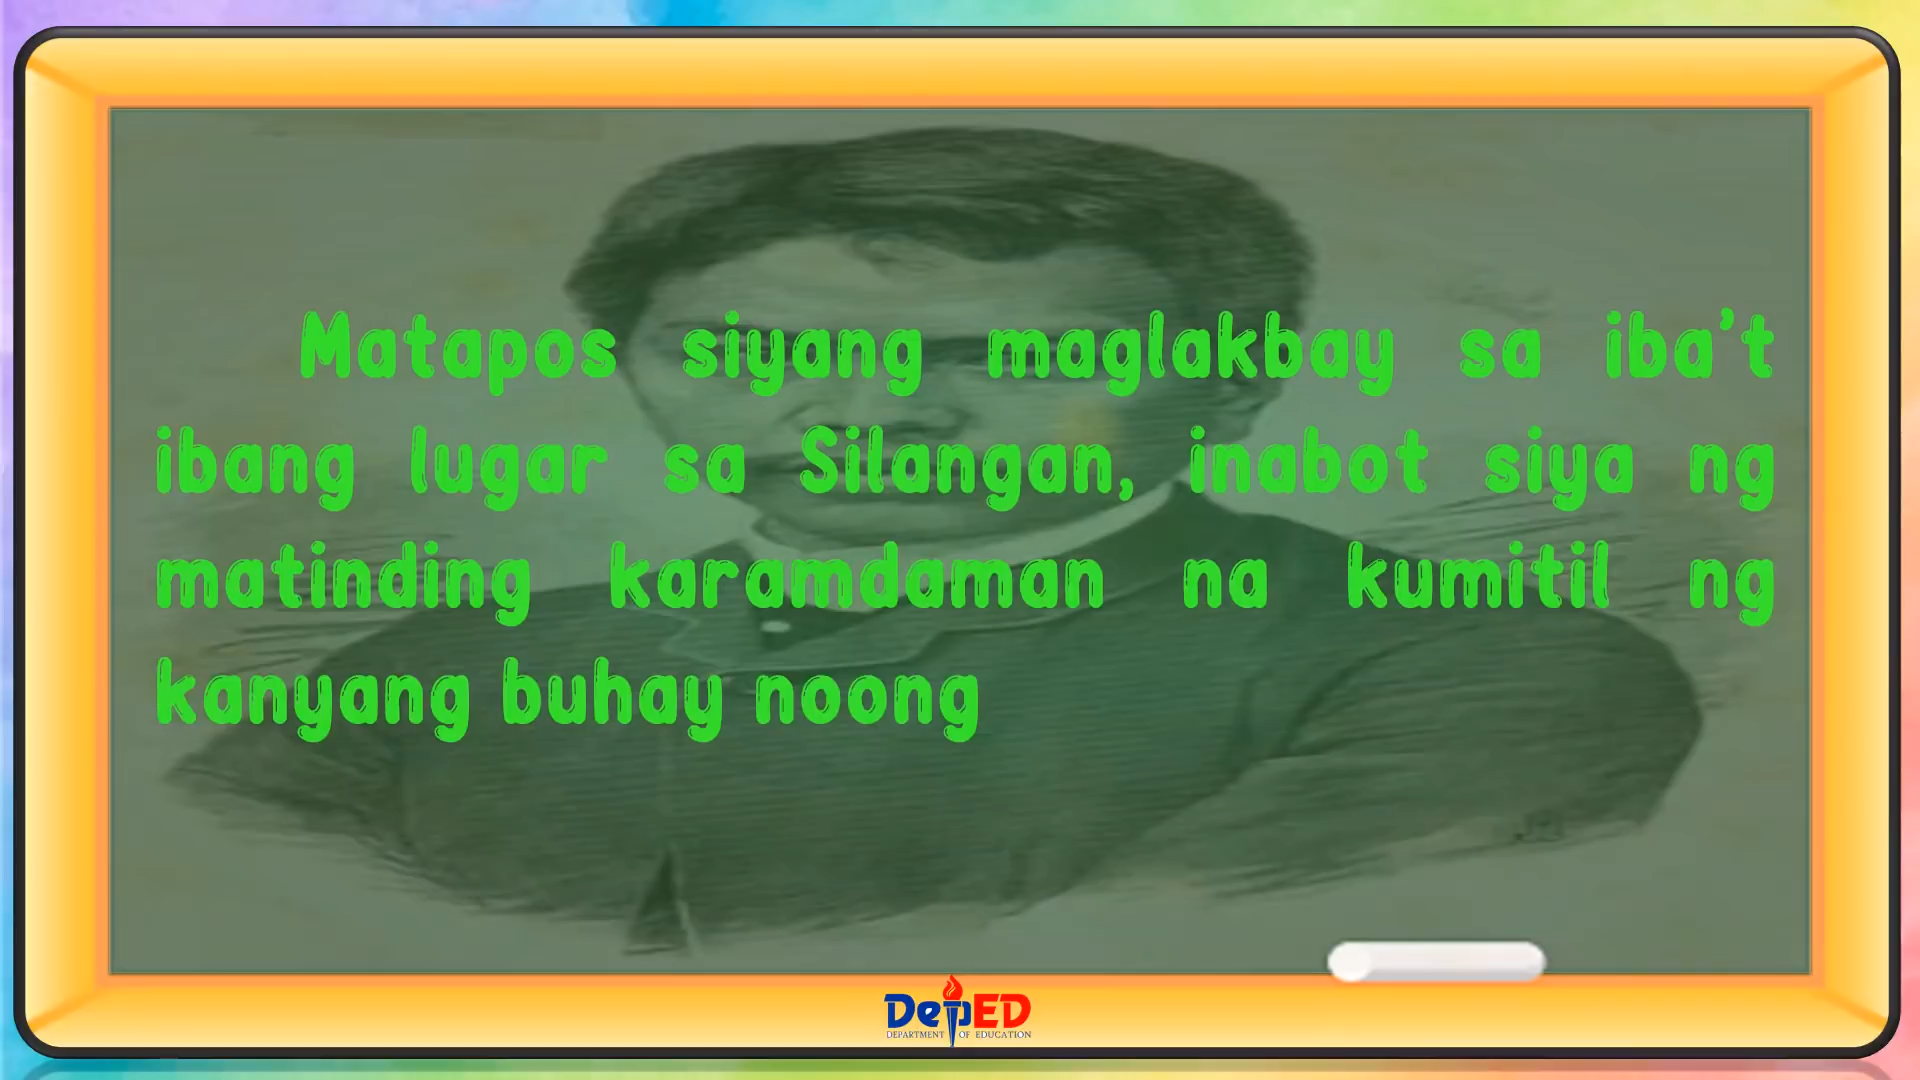 Matapos siyang maglakbay sa iba't
ibang lugar sa Silangan, inabot siya ng
matinding karamdaman na kumitil ng
kanyang buhay noong
DepED
DEPARTMENT OF EDUCATION